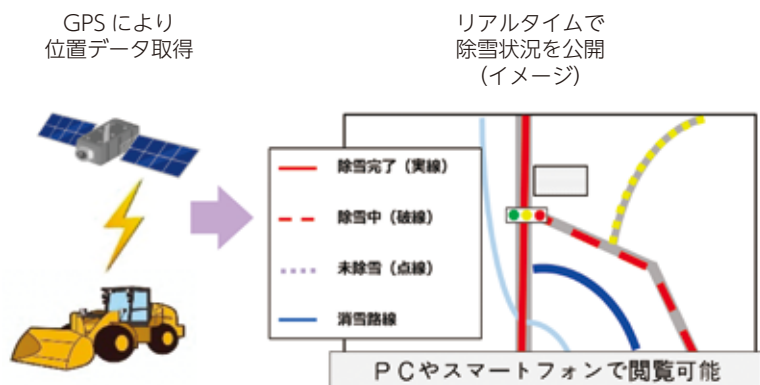 GPS により
位置データ取得
リアルタイムで
除雪状況を公開
（イメージ）
除雪完了（実線）
除雪中（破線）
未除雪（点線）
消雪路線
ＰＣやスマートフォンで閲覧可能